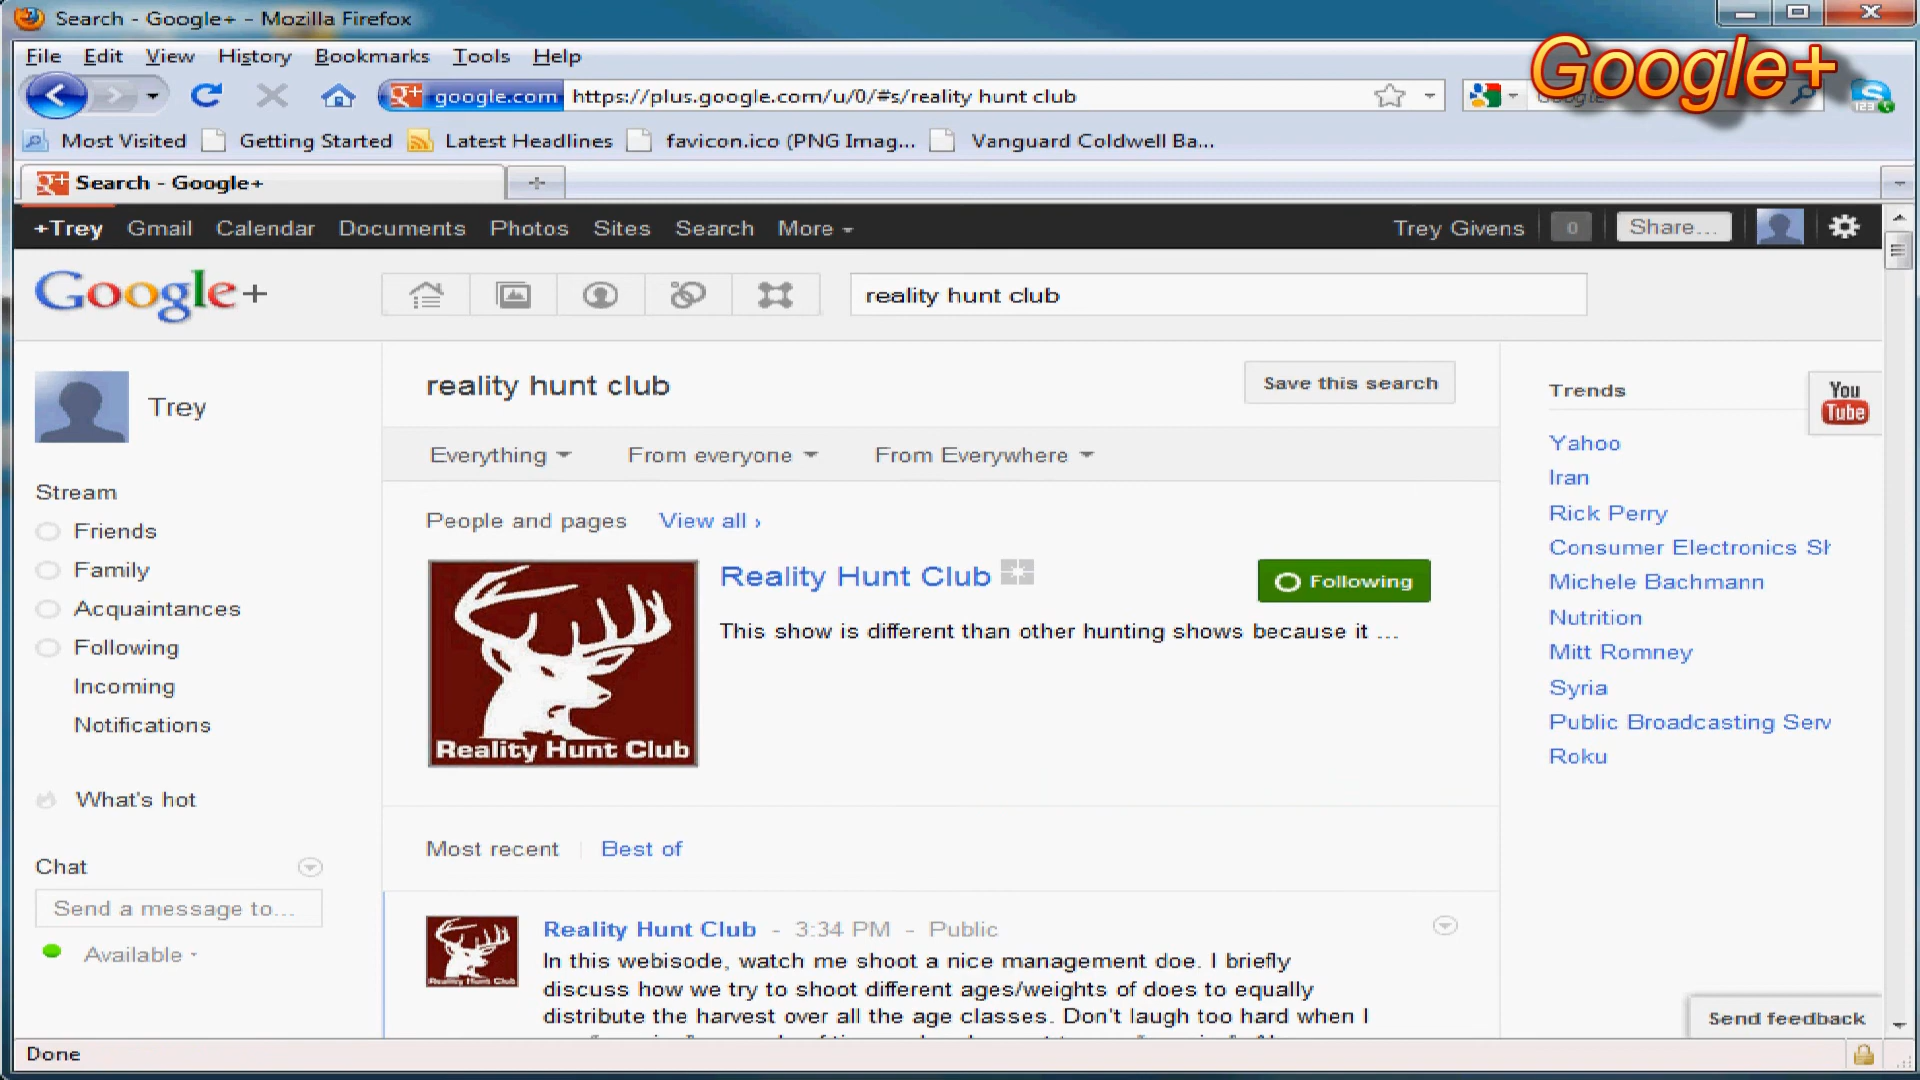 Search - Google+ - Mozilla Firefox
File Edit View History Bookmarks Tools Help
Google+
google.com https://plus.google.com/u/0/#s/reality hunt club
Most Visited Getting Started Latest Headlines favicon.ico (PNG Imag... Vanguard Coldwell Ba...
Search - Google+
+Trey Gmail Calendar Documents Photos Sites Search More Trey Givens 0 Share...
Google+ reality hunt club
Trey
Stream
Friends
Family
Acquaintances
Following
Incoming
Notifications
What's hot
Chat
Send a message to...
Available
reality hunt club Save this search
Everything From everyone From Everywhere
People and pages View all ›
Reality Hunt Club
Reality Hunt Club Following
This show is different than other hunting shows because it ...
Most recent Best of
Reality Hunt Club
Reality Hunt Club - 3:34 PM - Public
In this webisode, watch me shoot a nice management doe. I briefly
discuss how we try to shoot different ages/weights of does to equally
distribute the harvest over all the age classes. Don't laugh too hard when I
Trends
You
Tube
Yahoo
Iran
Rick Perry
Consumer Electronics Sh
Michele Bachmann
Nutrition
Mitt Romney
Syria
Public Broadcasting Serv
Roku
Send feedback
Done